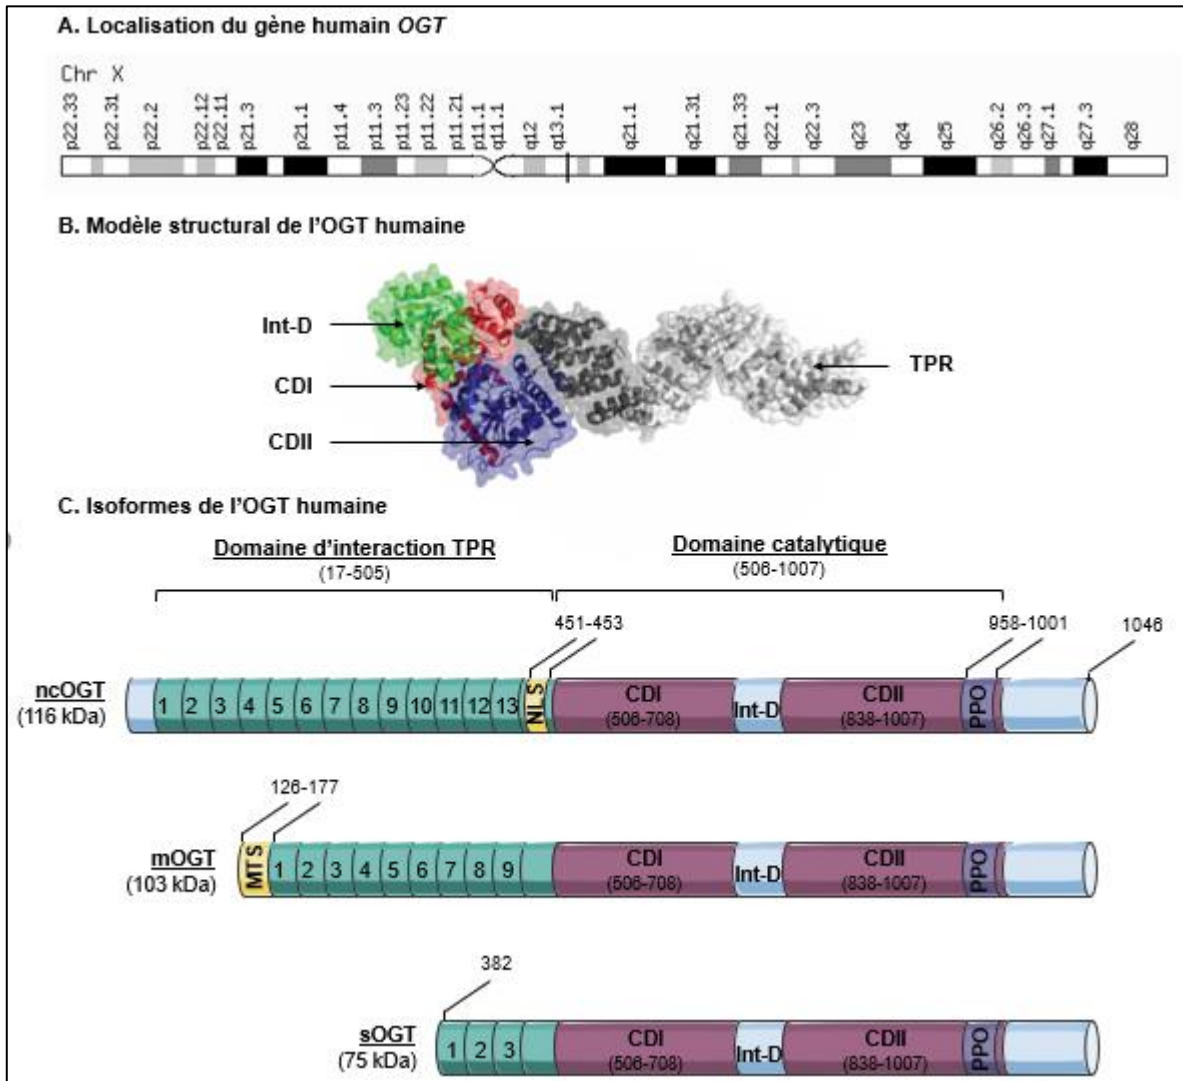 A. Localisation du gène humain OGT
Chr X
p22.33 p22.31 p22.2 p22.12 p22.11 p21.3 p21.1 p11.4 p11.3 p11.23 p11.22 p11.21 p11.1 q11.1 q12 q13.1 q21.1 q21.31 q21.33 q22.1 q22.3 q23 q24 q25 q26.2 q26.3 q27.1 q27.3 q28
B. Modèle structural de l'OGT humaine
Int-D
TPR
CDI
CDII
C. Isoformes de l'OGT humaine
Domaine d'interaction TPR
(17-505)
Domaine catalytique
(506-1007)
451-453
958-1001
1046
ncOGT
(116 kDa)
1 2 3 4 5 6 7 8 9 10 11 12 13 NLS
CDI
(506-708)
Int-D
CDII
(838-1007)
PPO
126-177
mOGT
(103 kDa)
MTS 1 2 3 4 5 6 7 8 9
CDI
(506-708)
Int-D
CDII
(838-1007)
PPO
382
sOGT
(75 kDa)
1 2 3
CDI
(506-708)
Int-D
CDII
(838-1007)
PPO